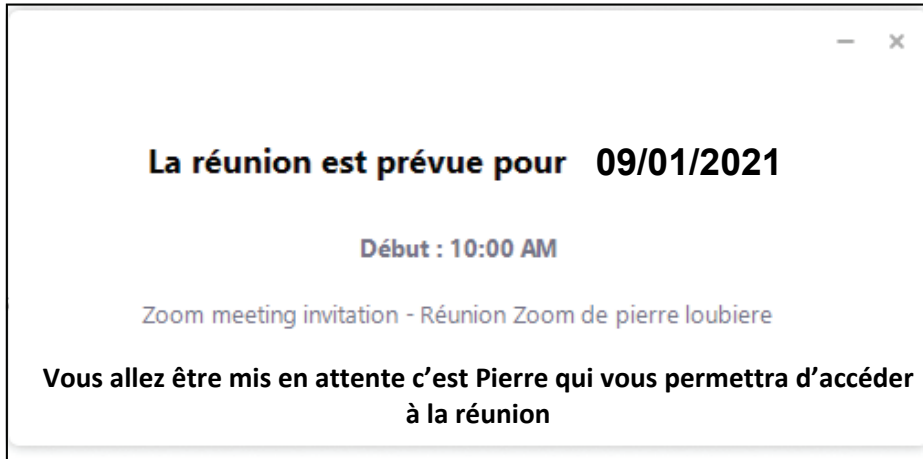 La réunion est prévue pour 09/01/2021
Début : 10:00 AM
Zoom meeting invitation - Réunion Zoom de pierre loubiere
Vous allez être mis en attente c’est Pierre qui vous permettra d’accéder
à la réunion